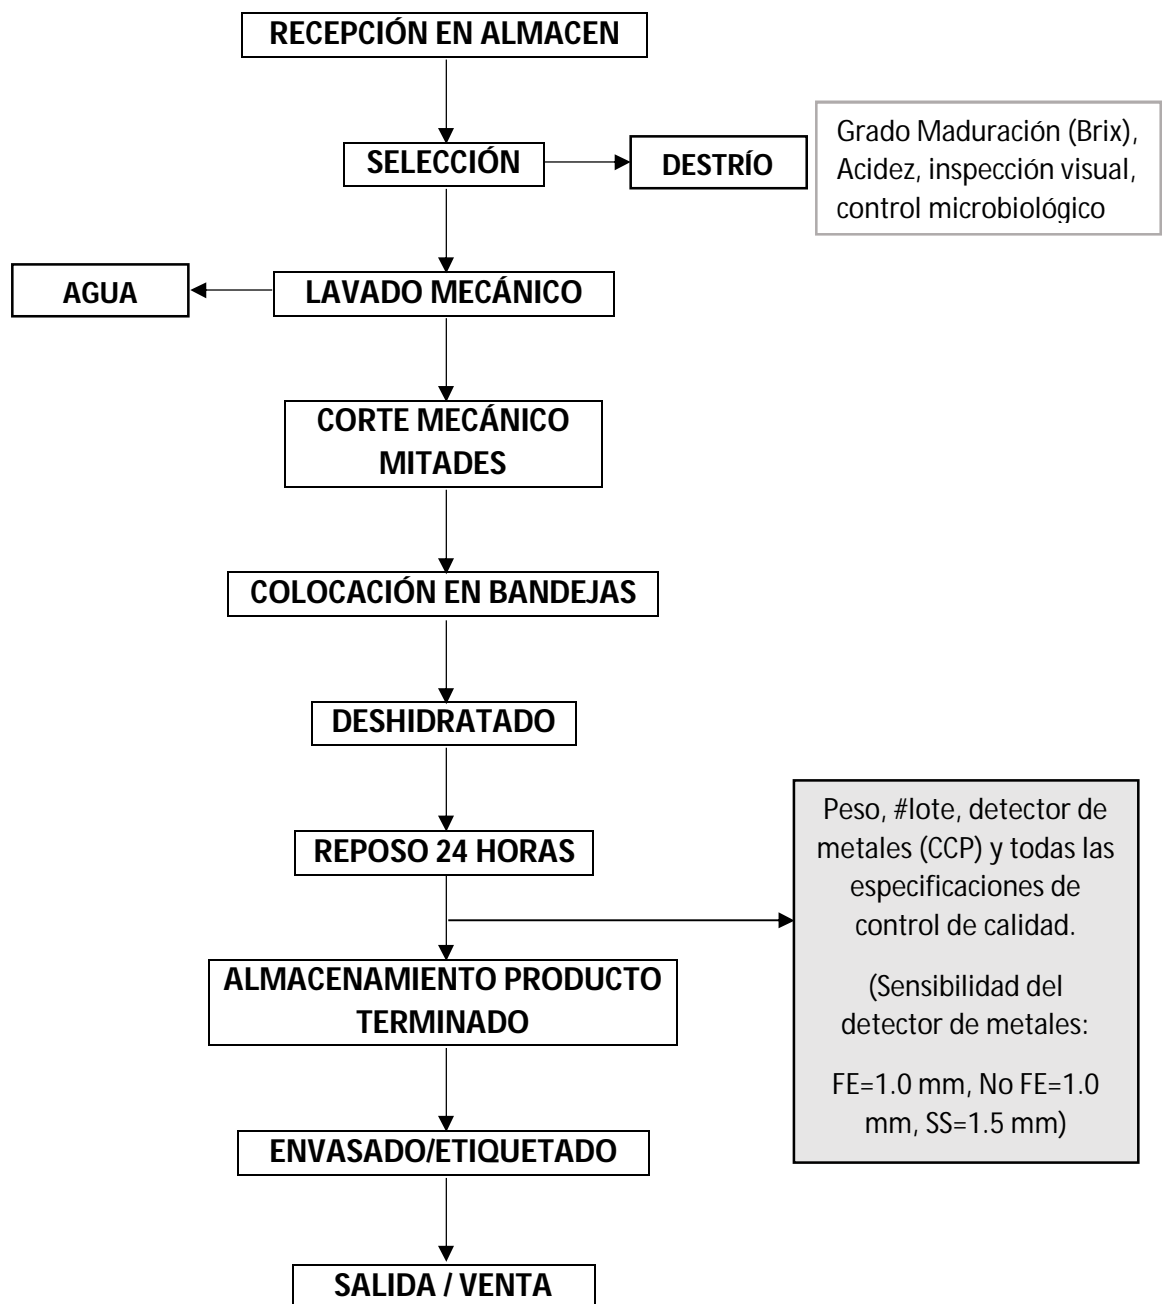 RECEPCIÓN EN ALMACEN
SELECCIÓN
DESTRÍO
Grado Maduración (Brix),
Acidez, inspección visual,
control microbiológico
AGUA
LAVADO MECÁNICO
CORTE MECÁNICO
MITADES
COLOCACIÓN EN BANDEJAS
DESHIDRATADO
REPOSO 24 HORAS
Peso, #lote, detector de
metales (CCP) y todas las
especificaciones de
control de calidad.
(Sensibilidad del
detector de metales:
FE=1.0 mm, No FE=1.0
mm, SS=1.5 mm)
ALMACENAMIENTO PRODUCTO
TERMINADO
ENVASADO/ETIQUETADO
SALIDA / VENTA